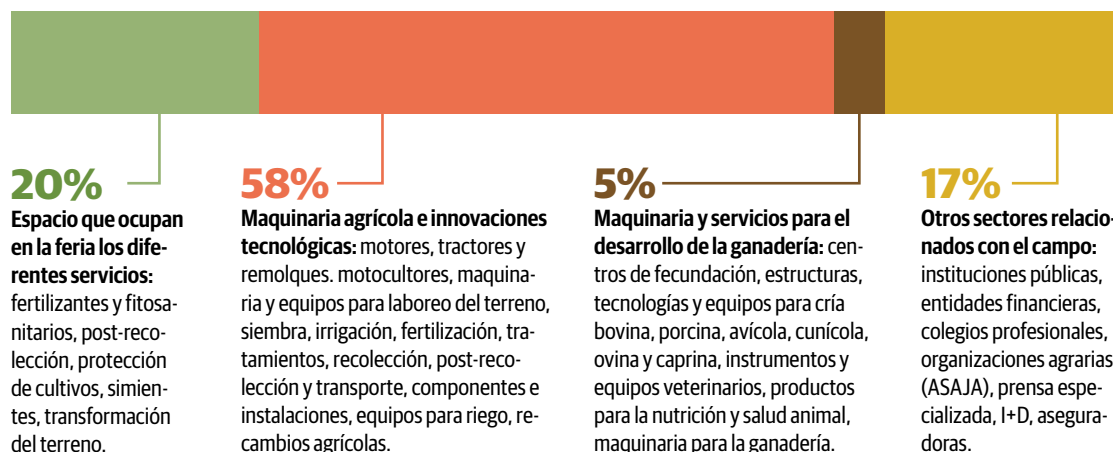 20%
Espacio que ocupan
en la feria los dife-
rentes servicios:
fertilizantes y fitosa-
nitarios, post-reco-
lección, protección
de cultivos, simien-
tes, transformación
del terreno.
58%
Maquinaria agrícola e innovaciones
tecnológicas: motores, tractores y
remolques. motocultores, maquina-
ria y equipos para laboreo del terreno,
siembra, irrigación, fertilización, tra-
tamientos, recolección, post-reco-
lección y transporte, componentes e
instalaciones, equipos para riego, re-
cambios agrícolas.
5%
Maquinaria y servicios para el
desarrollo de la ganadería: cen-
tros de fecundación, estructuras,
tecnologías y equipos para cría
bovina, porcina, avícola, cunícola,
ovina y caprina, instrumentos y
equipos veterinarios, productos
para la nutrición y salud animal,
maquinaria para la ganadería.
17%
Otros sectores relacio-
nados con el campo:
instituciones públicas,
entidades financieras,
colegios profesionales,
organizaciones agrarias
(ASAJA), prensa espe-
cializada, I+D, asegura-
doras.